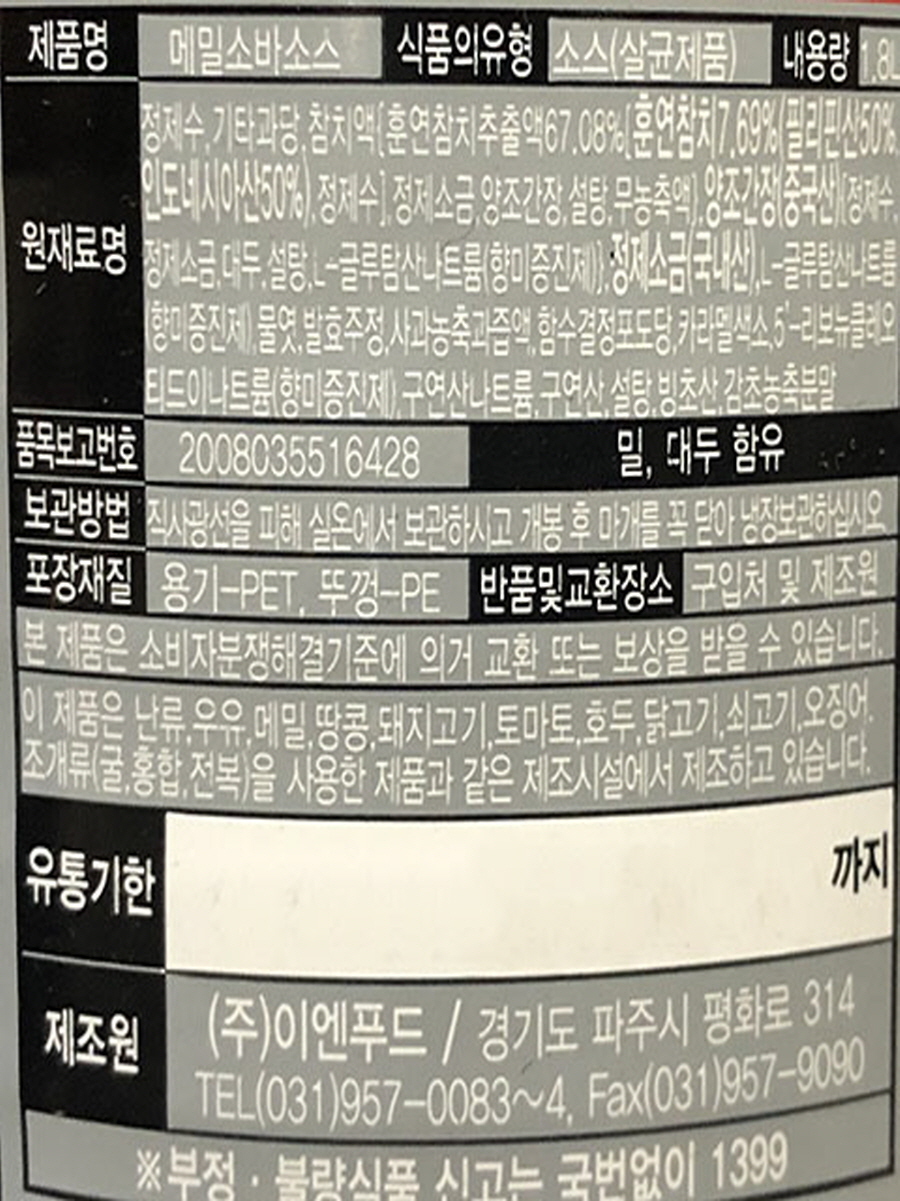 제품명 메밀소바소스 식품의유형 소스(살균제품) 내용량 1.8L
원재료명
정제수,기타과당,참치액[훈연참치추출액67.08%{훈연참치7.69%(필리핀산50%,
인도네시아산50%),정제수},정제소금,양조간장,설탕,무농축액],양조간장(중국산){정제수,
정제소금,대두,설탕,L-글루탐산나트륨(향미증진제)},정제소금(국내산),L-글루탐산나트륨
(향미증진제),물엿,발효주정,사과농축과즙액,함수결정포도당,카라멜색소,5'-리보뉴클레오
티드이나트륨(향미증진제),구연산나트륨,구연산,설탕,빙초산,감초농축분말
품목보고번호 2008035516428 밀, 대두 함유
보관방법 직사광선을 피해 실온에서 보관하시고 개봉 후 마개를 꼭 닫아 냉장보관하십시오.
포장재질 용기-PET, 뚜껑-PE 반품및교환장소 구입처 및 제조원
본 제품은 소비자분쟁해결기준에 의거 교환 또는 보상을 받을 수 있습니다.
이 제품은 난류,우유,메밀,땅콩,돼지고기,토마토,호두,닭고기,쇠고기,오징어,
조개류(굴,홍합,전복)을 사용한 제품과 같은 제조시설에서 제조하고 있습니다.
유통기한 까지
제조원 (주)이엔푸드 / 경기도 파주시 평화로 314
TEL(031)957-0083~4, Fax(031)957-9090
※부정·불량식품 신고는 국번없이 1399